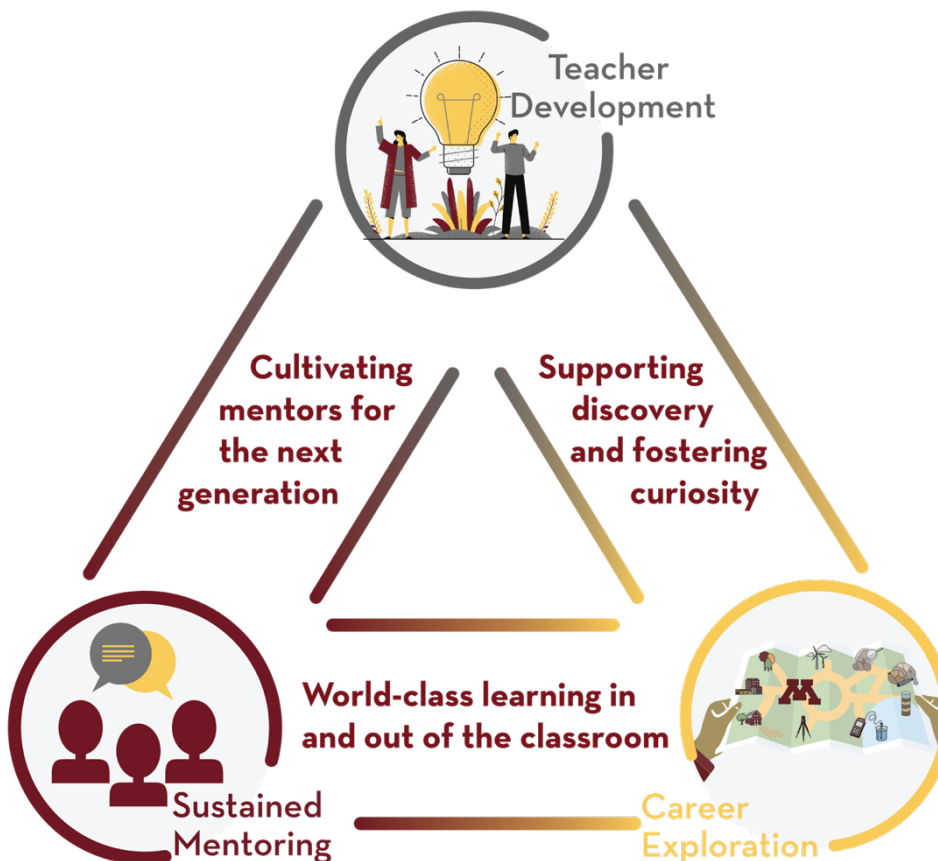 Teacher
Development
Cultivating
mentors for
the next
generation
Supporting
discovery
and fostering
curiosity
World-class learning in
and out of the classroom
M
Sustained
Mentoring
Career
Exploration